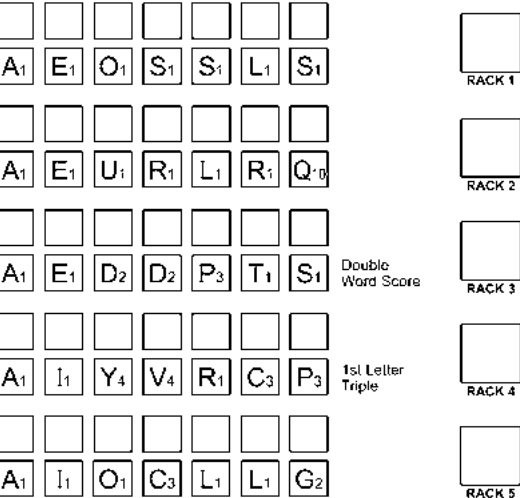 A1 E1 O1 S1 S1 L1 S1
RACK 1
A1 E1 U1 R1 L1 R1 Q10
RACK 2
A1 E1 D2 D2 P3 T1 S1
Double
Word Score
RACK 3
A1 I1 Y4 V4 R1 C3 P3
1st Letter
Triple
RACK 4
A1 I1 O1 C3 L1 L1 G2
RACK 5